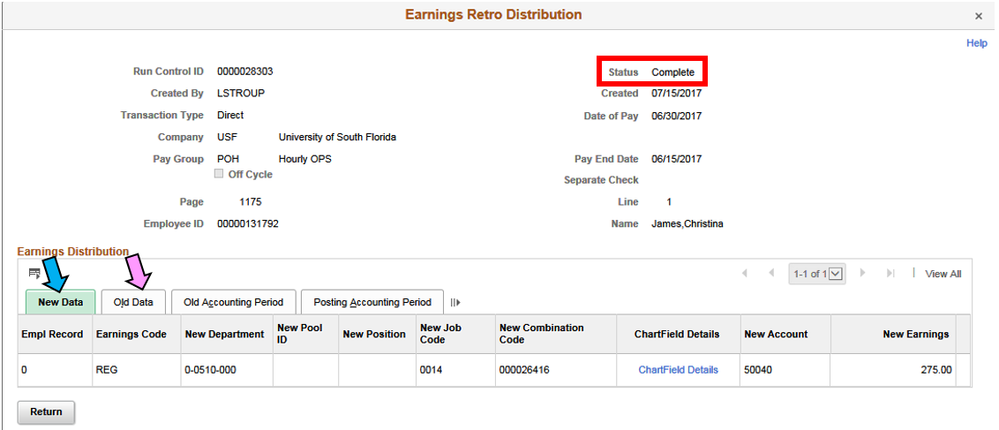 Earnings Retro Distribution ×
Help
Run Control ID 0000028303 Status Complete
Created By LSTROUP Created 07/15/2017
Transaction Type Direct Date of Pay 06/30/2017
Company USF University of South Florida
Pay Group POH Hourly OPS Pay End Date 06/15/2017
Off Cycle Separate Check
Page 1175 Line 1
Employee ID 00000131792 Name James,Christina
Earnings Distribution
1-1 of 1 View All
New Data Old Data Old Accounting Period Posting Accounting Period
Empl Record Earnings Code New Department New Pool ID New Position New Job Code New Combination Code ChartField Details New Account New Earnings
0 REG 0-0510-000 0014 000026416 ChartField Details 50040 275.00
Return